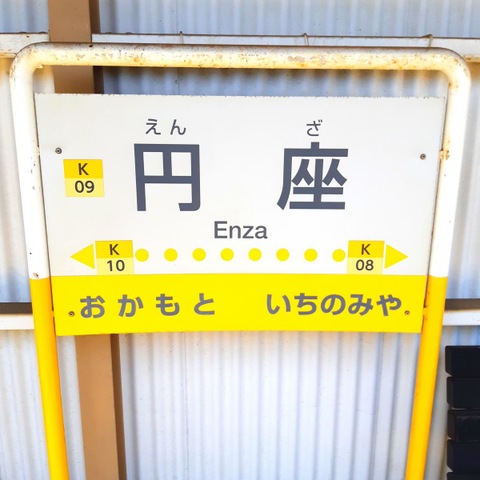 えん ざ
K 09
円 座
Enza
K 10 K 08
おかもと いちのみや